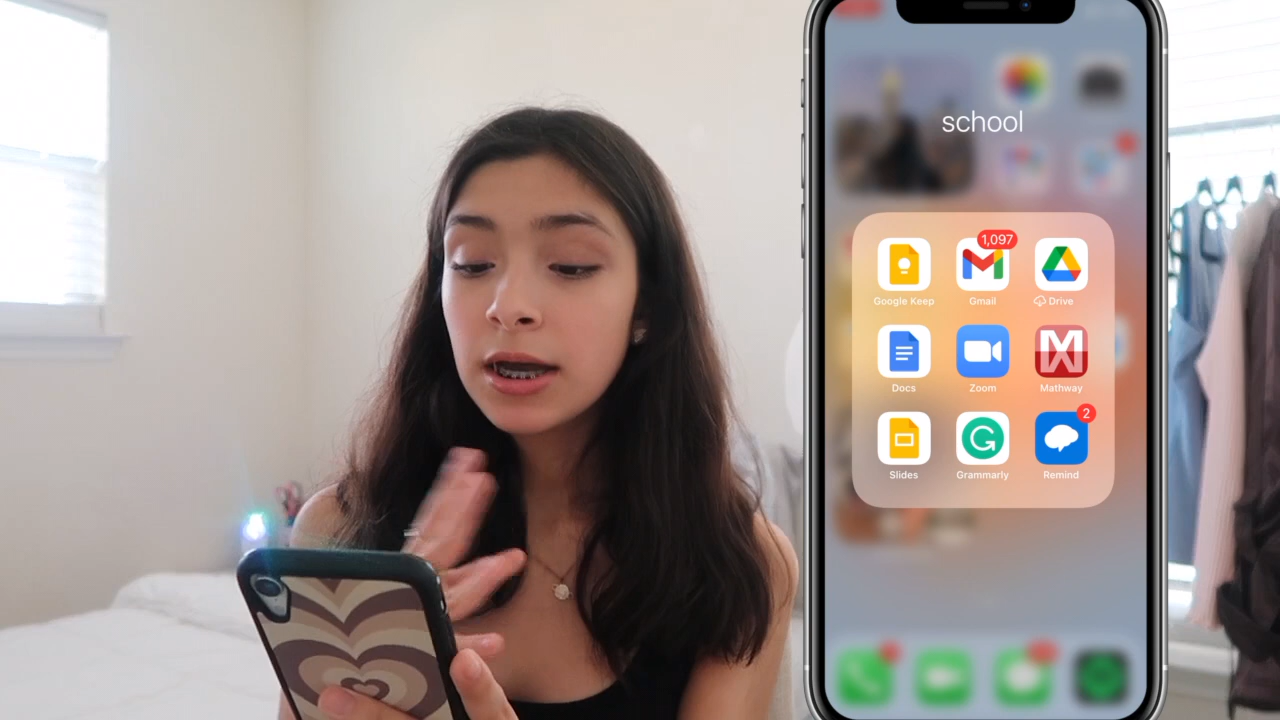 school
1,097
Google Keep Gmail Drive
Docs Zoom Mathway
2
Slides Grammarly Remind